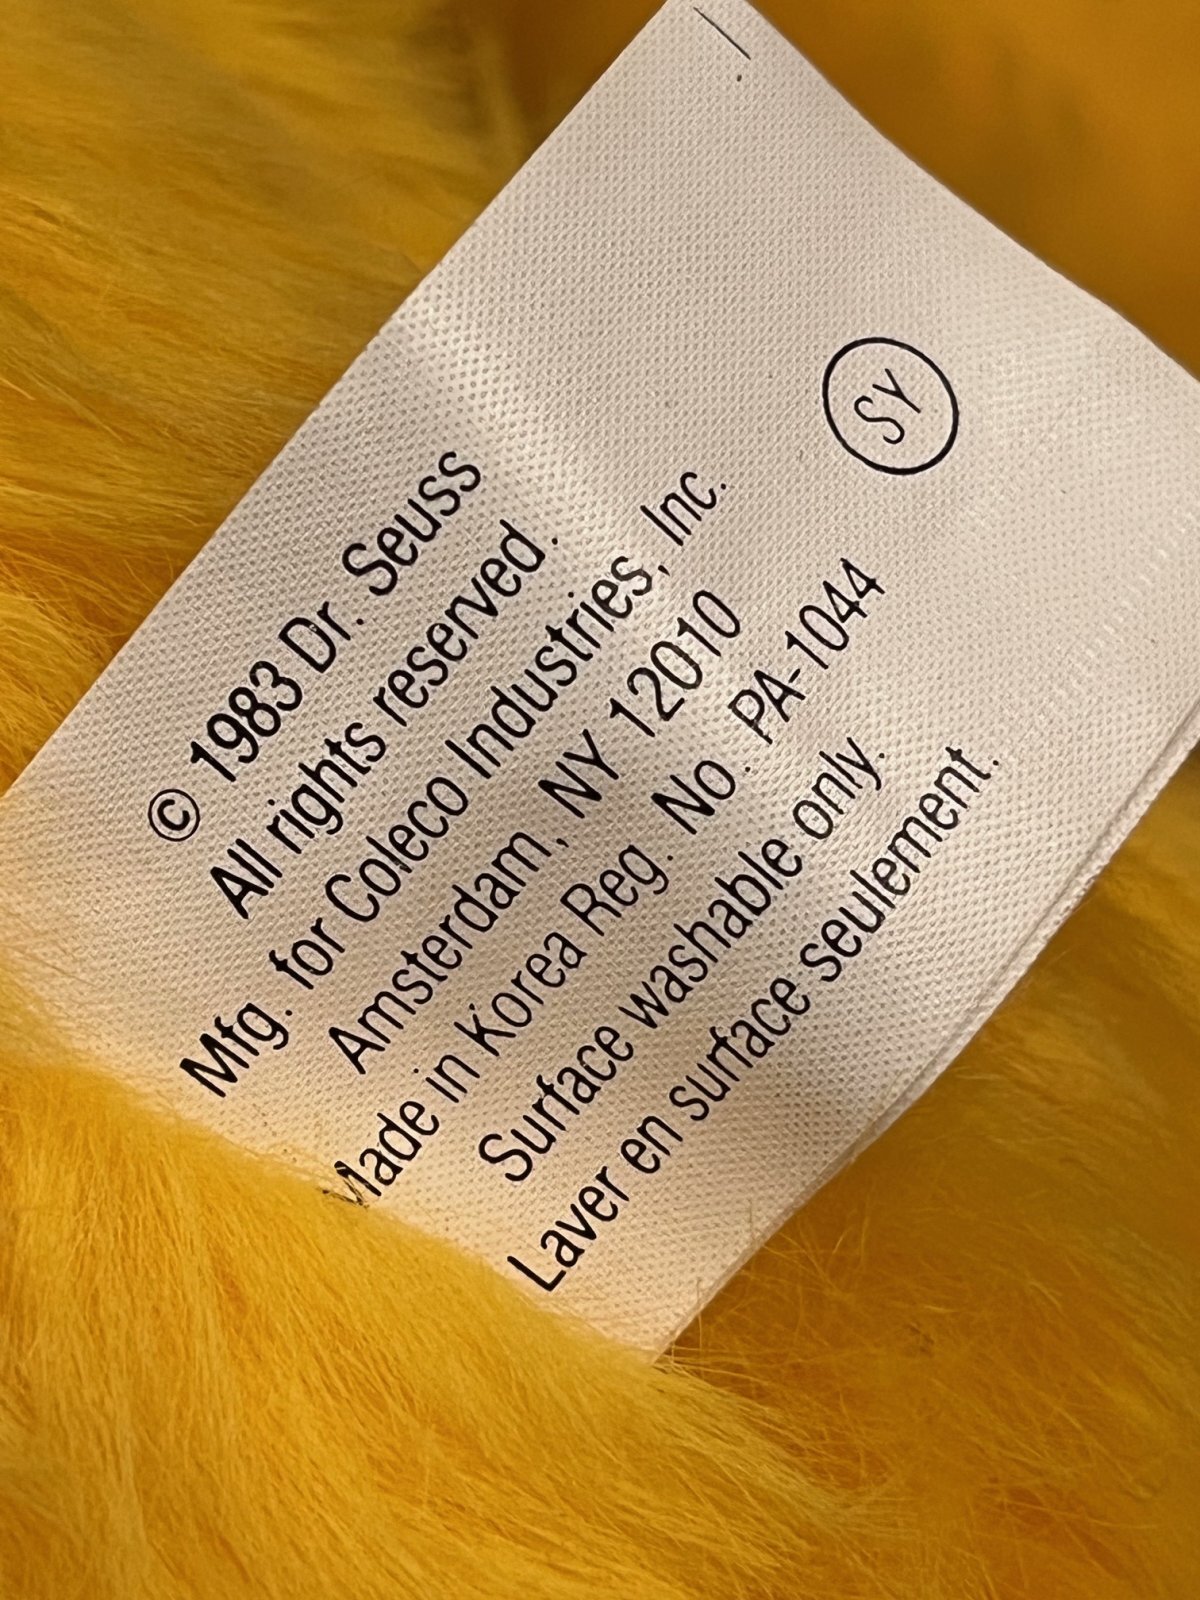 © 1983 Dr. Seuss
All rights reserved.
Mfg. for Coleco Industries, Inc.
Amsterdam, NY 12010
Made in Korea Reg. No. PA-1044
Surface washable only.
Laver en surface seulement.
SY